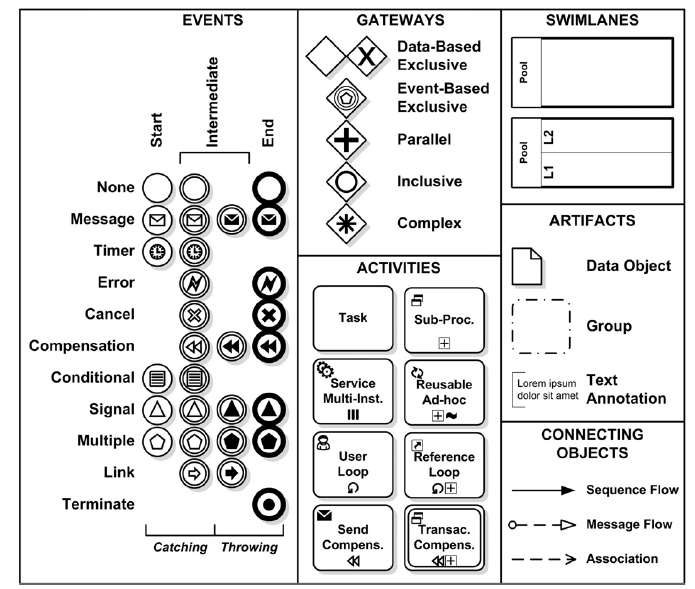 EVENTS
Start
Intermediate
End
None
Message
Timer
Error
Cancel
Compensation
Conditional
Signal
Multiple
Link
Terminate
Catching
Throwing
GATEWAYS
X
Data-Based
Exclusive
Event-Based
Exclusive
Parallel
Inclusive
Complex
ACTIVITIES
Task
Sub-Proc.
Service
Multi-Inst.
Reusable
Ad-hoc
User
Loop
Reference
Loop
Send
Compens.
Transac.
Compens.
SWIMLANES
Pool
Pool
L2
L1
ARTIFACTS
Data Object
Group
Lorem ipsum
dolor sit amet
Text
Annotation
CONNECTING
OBJECTS
Sequence Flow
Message Flow
Association